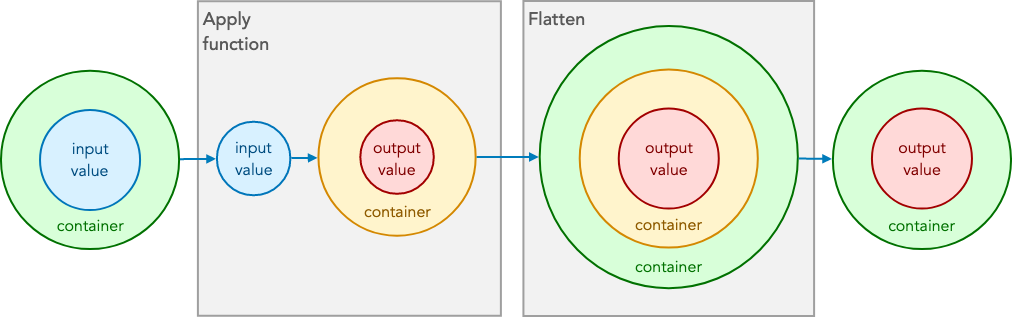 Apply
function
Flatten
input
value
container
input
value
output
value
container
output
value
container
container
output
value
container